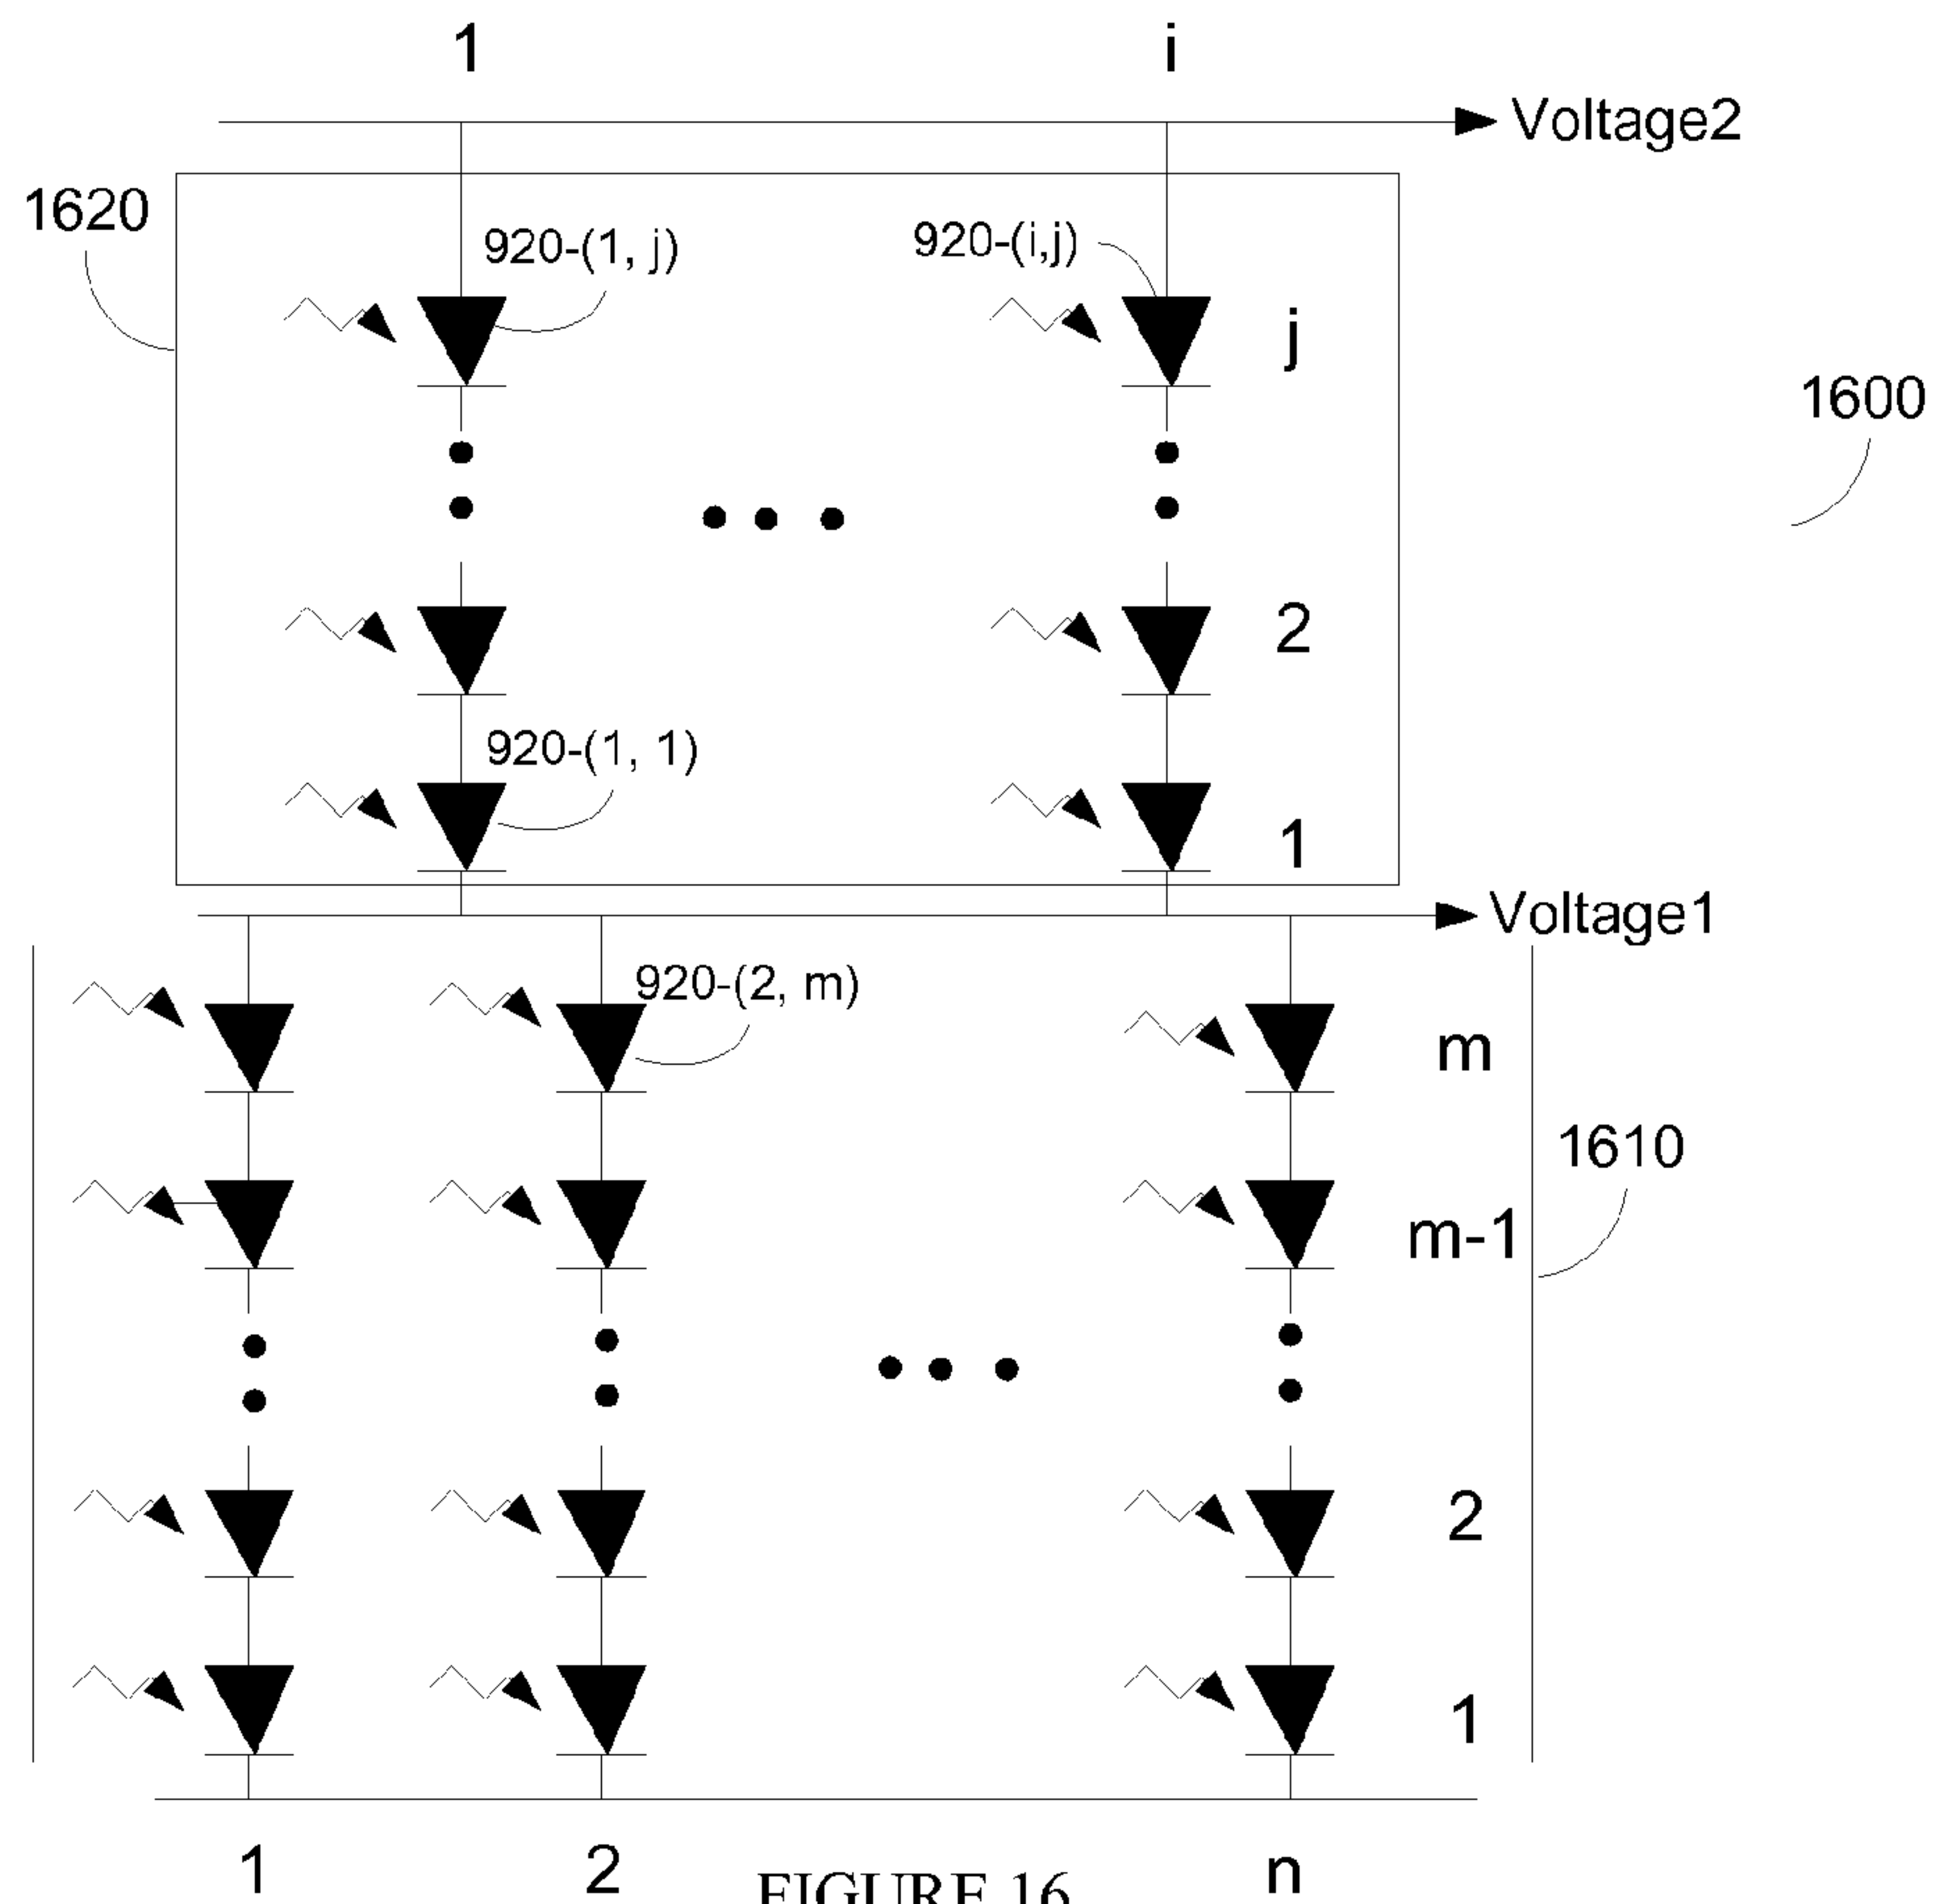 1 i
Voltage2
1620
920-(1, j)
920-(i,j)
j
1600
2
920-(1, 1)
1
Voltage1
920-(2, m)
m
1610
m-1
2
1
1 2 n
FIGURE 16